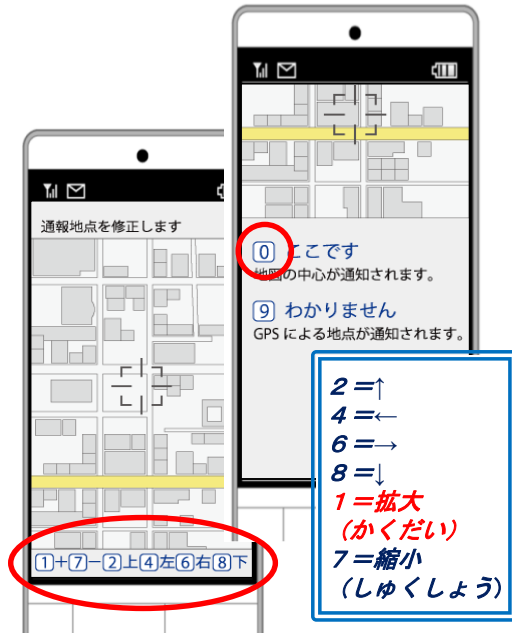 通報地点を修正します
1+7-2上4左6右8下
0 ここです
地図の中心が通知されます。
9 わかりません
GPSによる地点が通知されます。
2=↑
4=←
6=→
8=↓
1=拡大
(かくだい)
7=縮小
(しゅくしょう)